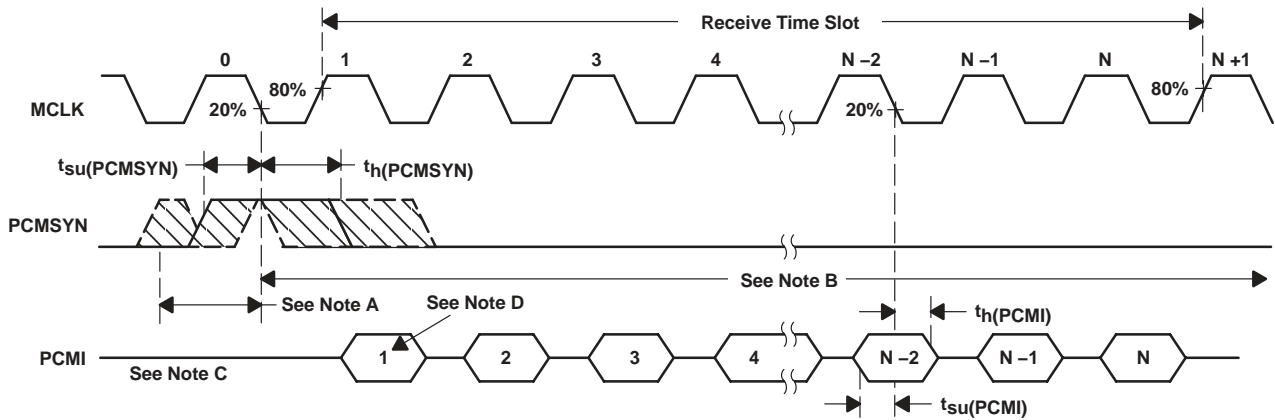 Receive Time Slot
0 1 2 3 4 N –2 N –1 N N +1
80% 80%
MCLK 20% 20%
tsu(PCMSYN) th(PCMSYN)
PCMSYN
See Note B
See Note A
See Note D th(PCMI)
PCMI 1 2 3 4 N –2 N –1 N
See Note C
tsu(PCMI)